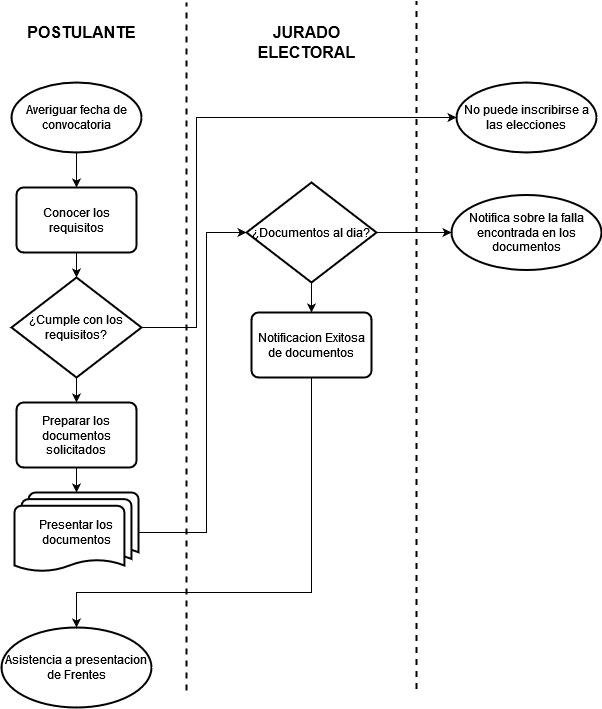 POSTULANTE
JURADO
ELECTORAL
Averiguar fecha de
convocatoria
No puede inscribirse a
las elecciones
Conocer los
requisitos
¿Documentos al dia?
Notifica sobre la falla
encontrada en los
documentos
¿Cumple con los
requisitos?
Notificacion Exitosa
de documentos
Preparar los
documentos
solicitados
Presentar los
documentos
Asistencia a presentacion
de Frentes